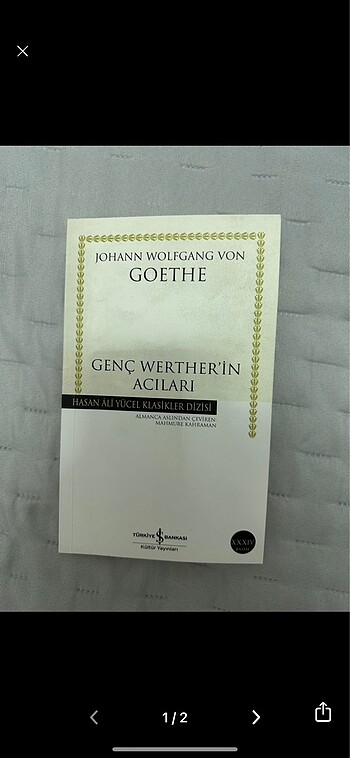 JOHANN WOLFGANG VON
GOETHE
GENÇ WERTHER'İN
ACILARI
HASAN ÂLİ YÜCEL KLASİKLER DİZİSİ
ALMANCA ASLINDAN ÇEVİREN
MAHMURE KAHRAMAN
TÜRKİYE İŞ BANKASI
Kültür Yayınları
XXXIV
1/2